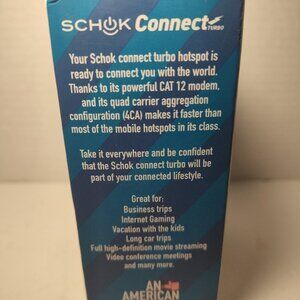 SCHOK Connect TURBO
Your Schok connect turbo hotspot is
ready to connect you with the world.
Thanks to its powerful CAT 12 modem,
and its quad carrier aggregation
configuration (4CA) makes it faster than
most of the mobile hotspots in its class.
Take it everywhere and be confident
that the Schok connect turbo will be
part of your connected lifestyle.
Great for:
Business trips
Internet Gaming
Vacation with the kids
Long car trips
Full high-definition movie streaming
Video conference meetings
and many more.
AN
AMERICAN